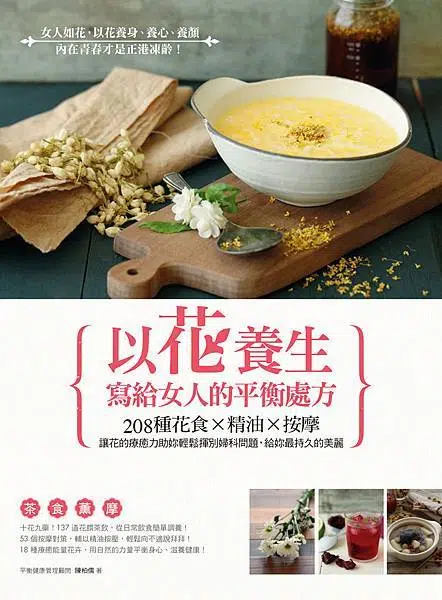 女人如花，以花養身、養心、養顏
內在青春才是正港凍齡！
以花養生
寫給女人的平衡處方
208種花食×精油×按摩
讓花的療癒力助妳輕鬆揮別婦科問題，給妳最持久的美麗
茶食薰摩
十花九藥！137道花饌茶飲，從日常飲食簡單調養！
53個按摩對策，輔以精油按壓，輕鬆向不適說拜拜！
18種療癒能量花卉，用自然的力量平衡身心、滋養健康！
平衡健康管理顧問 陳柏儒 著